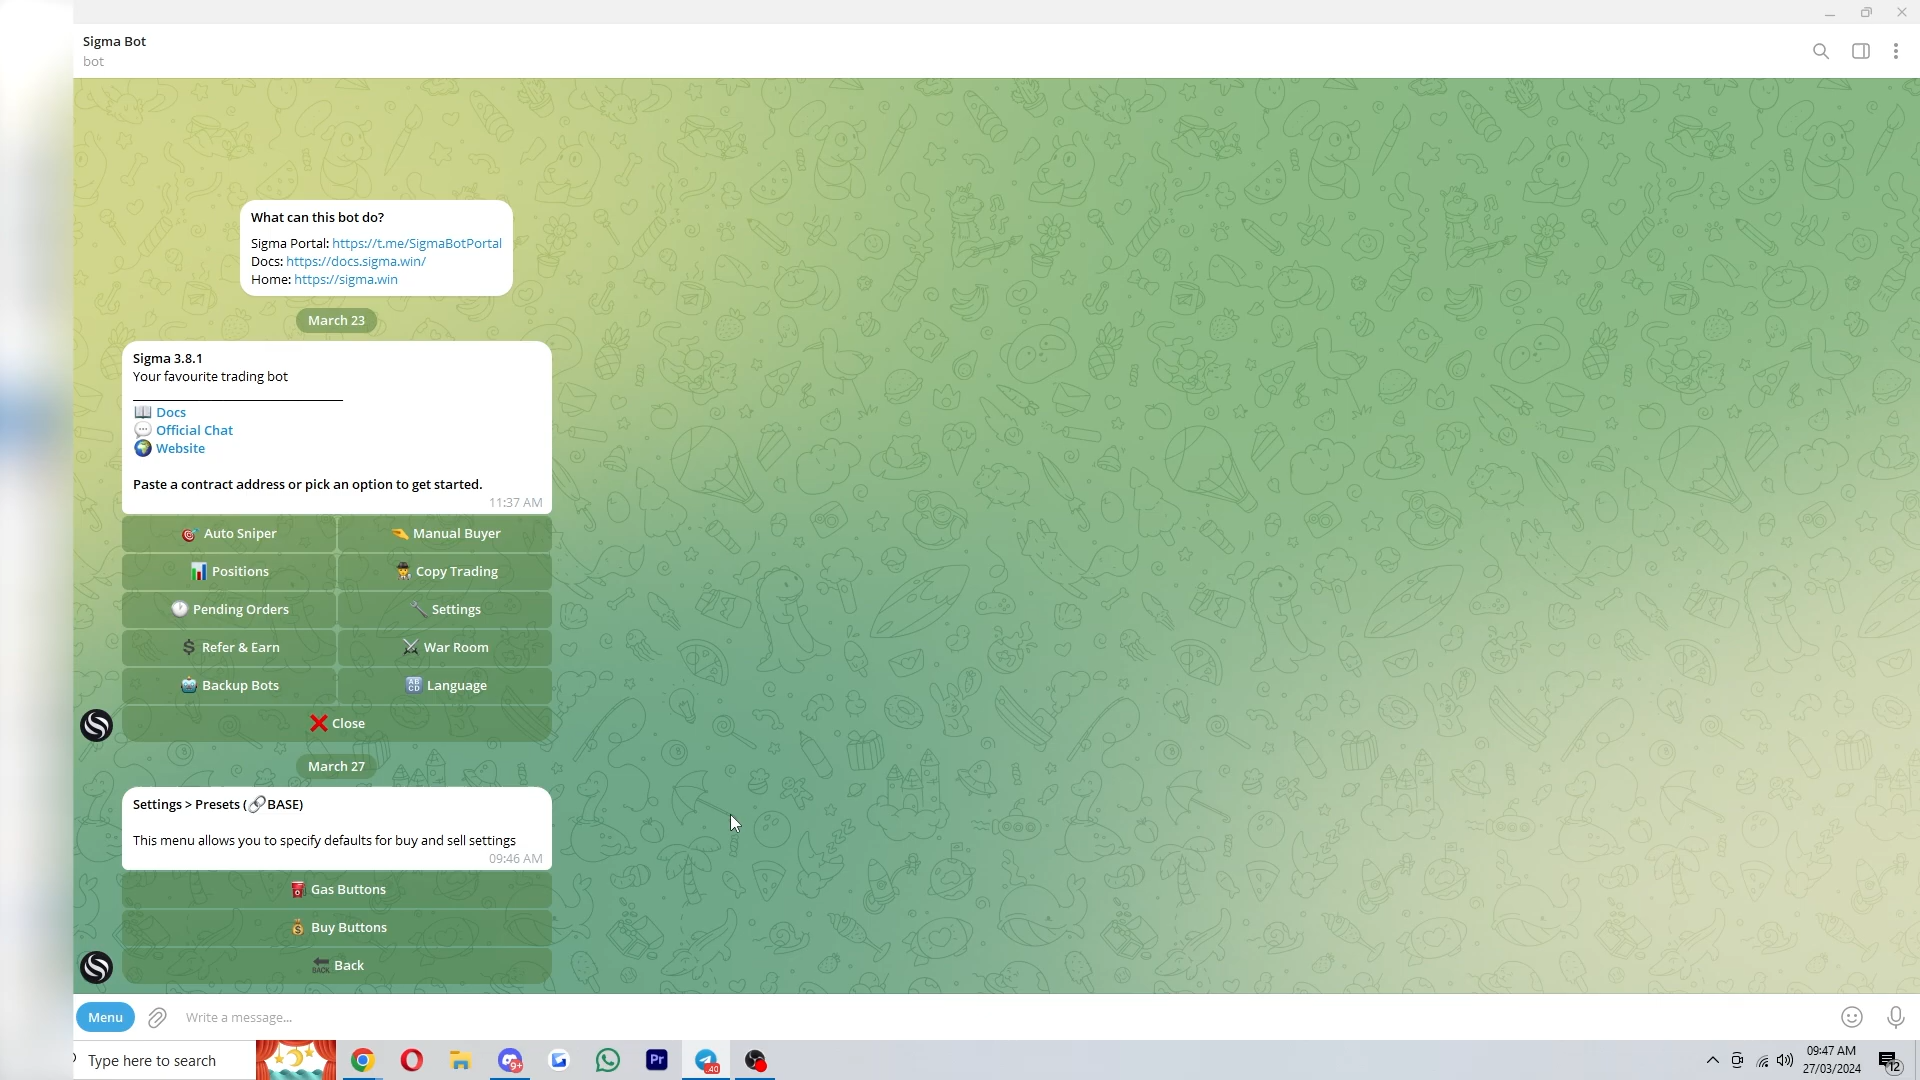 Sigma Bot
bot
What can this bot do?
Sigma Portal: https://t.me/SigmaBotPortal
Docs: https://docs.sigma.win/
Home: https://sigma.win
March 23
Sigma 3.8.1
Your favourite trading bot
Docs
Official Chat
Website
Paste a contract address or pick an option to get started.
11:37 AM
Auto Sniper
Manual Buyer
Positions
Copy Trading
Pending Orders
Settings
Refer & Earn
War Room
Backup Bots
Language
Close
March 27
Settings > Presets (🔗BASE)
This menu allows you to specify defaults for buy and sell settings
09:46 AM
Gas Buttons
Buy Buttons
BACK Back
Menu
Write a message...
Type here to search
9+
Pr
40
09:47 AM
27/03/2024
12